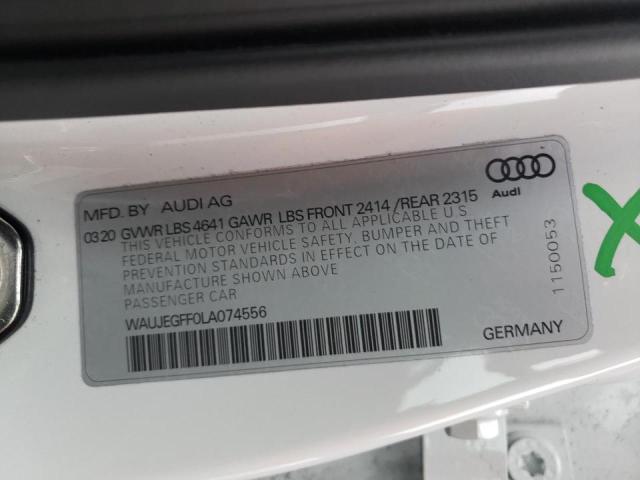 MFD. BY AUDI AG
Audi
0320 GVWR LBS 4641 GAWR LBS FRONT 2414 /REAR 2315
THIS VEHICLE CONFORMS TO ALL APPLICABLE U S
FEDERAL MOTOR VEHICLE SAFETY, BUMPER AND THEFT
PREVENTION STANDARDS IN EFFECT ON THE DATE OF
MANUFACTURE SHOWN ABOVE
PASSENGER CAR
WAUJEGFF0LA074556
GERMANY
1150053
X